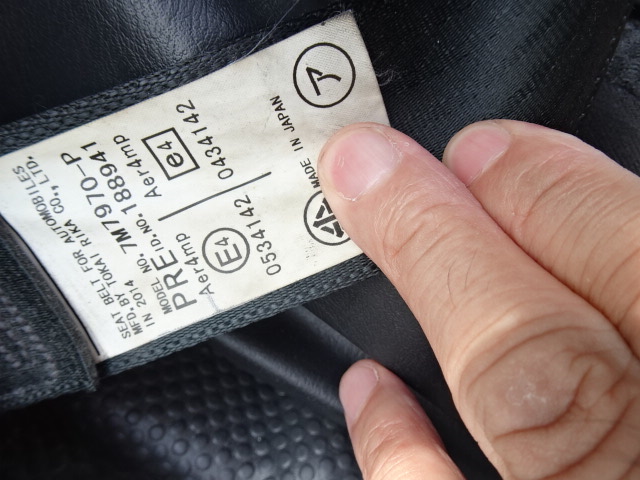 SEAT BELT FOR AUTOMOBILES
MFD. BY TOKAI RIKA CO., LTD.
IN 2014
MODEL NO. 7M7970-P
PRE ID.NO. 188941
Aer4mp
E4
0534142
Aer4mp
e4
0434142
MADE IN JAPAN
ア